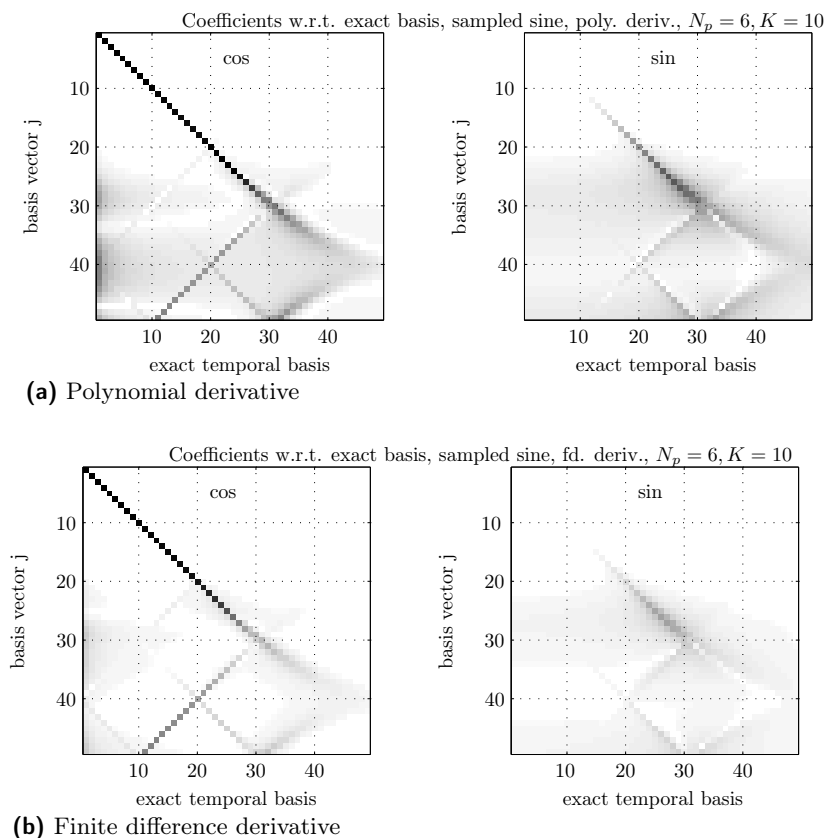 Coefficients w.r.t. exact basis, sampled sine, poly. deriv., N_p = 6, K = 10
cos
sin
10
20
30
40
basis vector j
10
20
30
40
exact temporal basis
10
20
30
40
basis vector j
10
20
30
40
exact temporal basis
(a) Polynomial derivative
Coefficients w.r.t. exact basis, sampled sine, fd. deriv., N_p = 6, K = 10
cos
sin
10
20
30
40
basis vector j
10
20
30
40
exact temporal basis
10
20
30
40
basis vector j
10
20
30
40
exact temporal basis
(b) Finite difference derivative